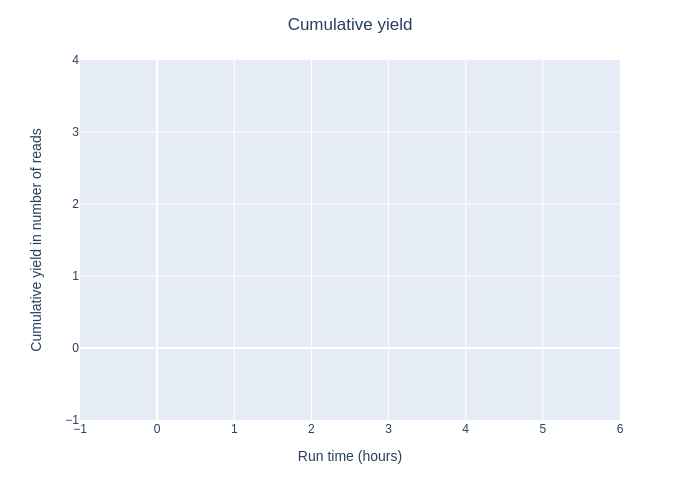 Cumulative yield
Cumulative yield in number of reads
4
3
2
1
0
−1
−1 0 1 2 3 4 5 6
Run time (hours)